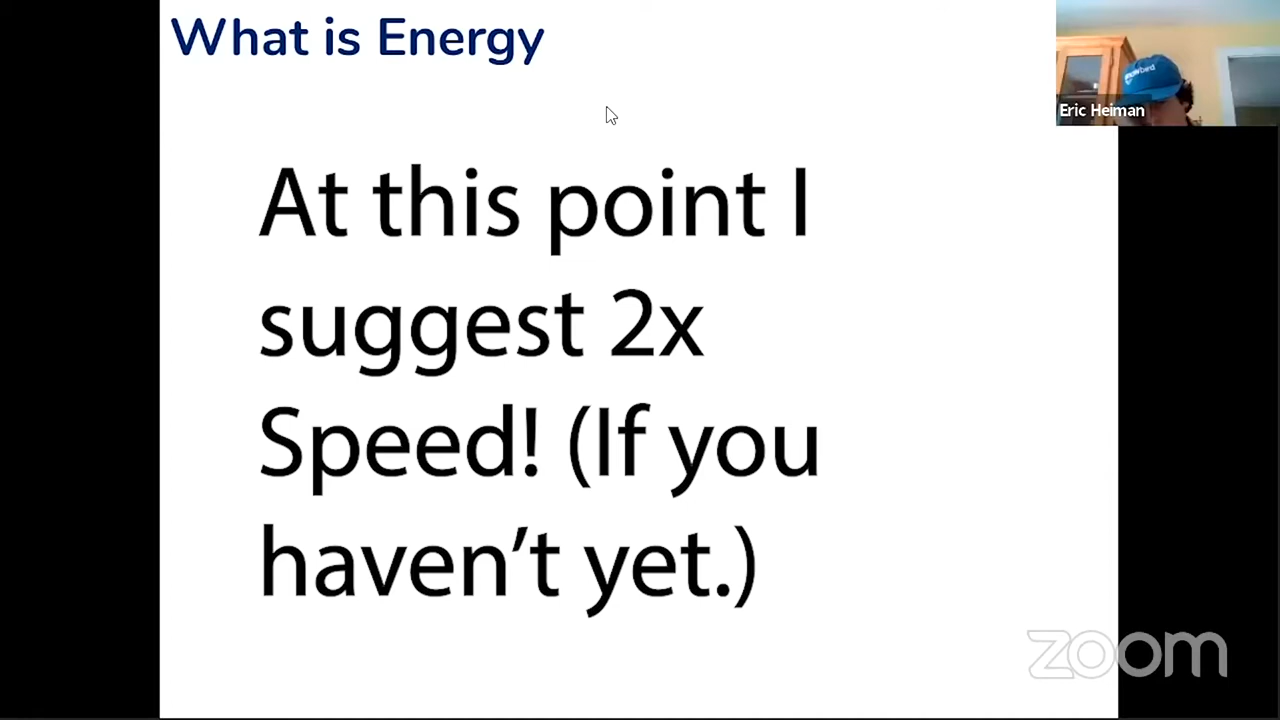 What is Energy
Eric Heiman
At this point I
suggest 2x
Speed! (If you
haven’t yet.)
zoom